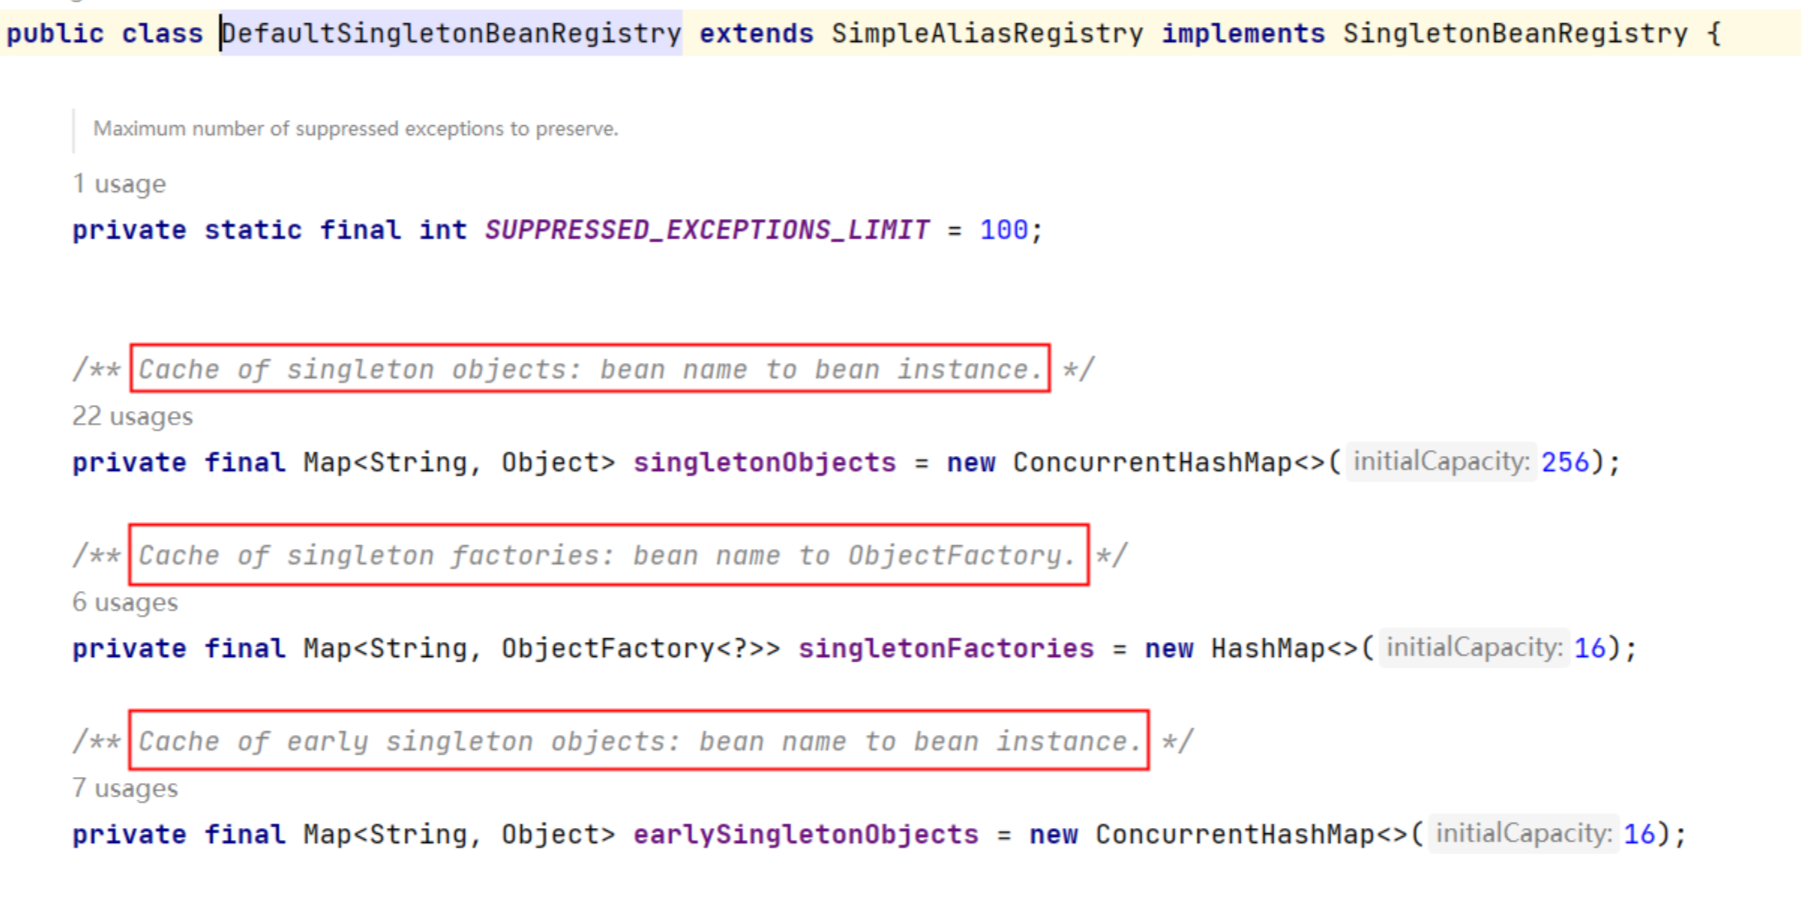 public class DefaultSingletonBeanRegistry extends SimpleAliasRegistry implements SingletonBeanRegistry {
Maximum number of suppressed exceptions to preserve.
1 usage
private static final int SUPPRESSED_EXCEPTIONS_LIMIT = 100;
/** Cache of singleton objects: bean name to bean instance. */
22 usages
private final Map<String, Object> singletonObjects = new ConcurrentHashMap<>( initialCapacity: 256);
/** Cache of singleton factories: bean name to ObjectFactory. */
6 usages
private final Map<String, ObjectFactory<?>> singletonFactories = new HashMap<>( initialCapacity: 16);
/** Cache of early singleton objects: bean name to bean instance. */
7 usages
private final Map<String, Object> earlySingletonObjects = new ConcurrentHashMap<>( initialCapacity: 16);